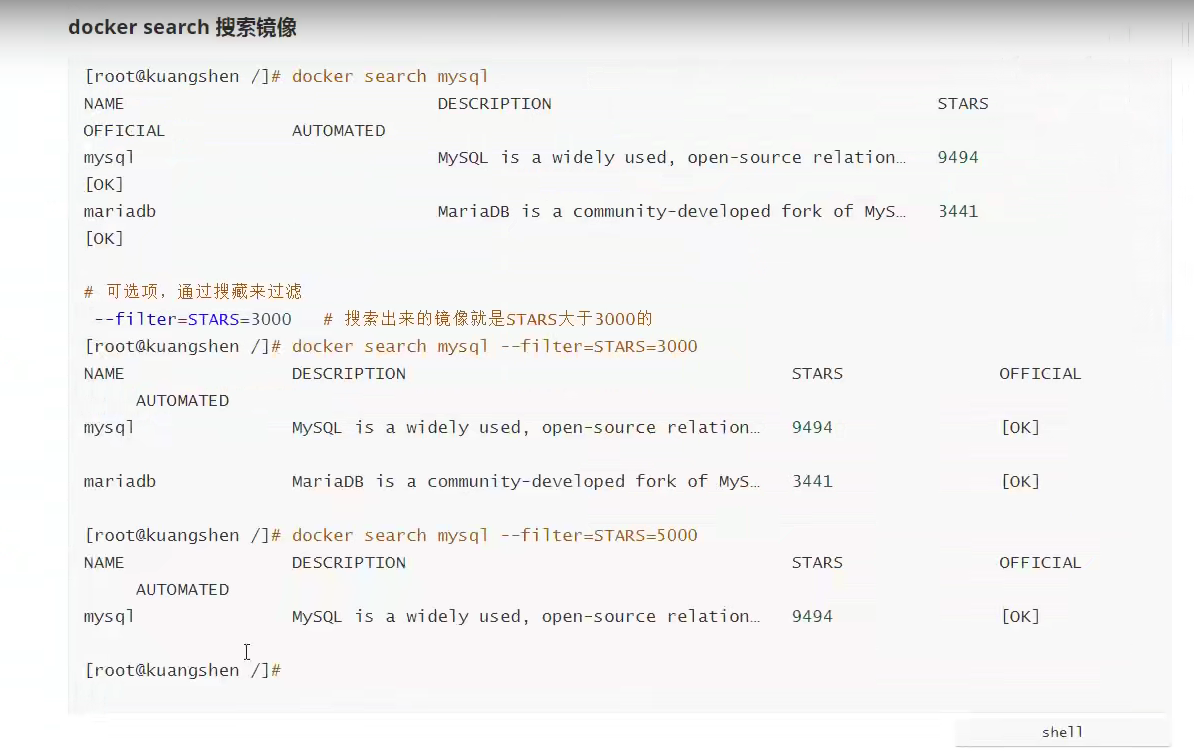 docker search 搜索镜像
[root@kuangshen /]# docker search mysql
NAME DESCRIPTION STARS
OFFICIAL AUTOMATED
mysql MySQL is a widely used, open-source relation… 9494
[OK]
mariadb MariaDB is a community-developed fork of MyS… 3441
[OK]
# 可选项，通过搜藏来过滤
--filter=STARS=3000 # 搜索出来的镜像就是STARS大于3000的
[root@kuangshen /]# docker search mysql --filter=STARS=3000
NAME DESCRIPTION STARS OFFICIAL
AUTOMATED
mysql MySQL is a widely used, open-source relation… 9494 [OK]
mariadb MariaDB is a community-developed fork of MyS… 3441 [OK]
[root@kuangshen /]# docker search mysql --filter=STARS=5000
NAME DESCRIPTION STARS OFFICIAL
AUTOMATED
mysql MySQL is a widely used, open-source relation… 9494 [OK]
[root@kuangshen /]#
shell